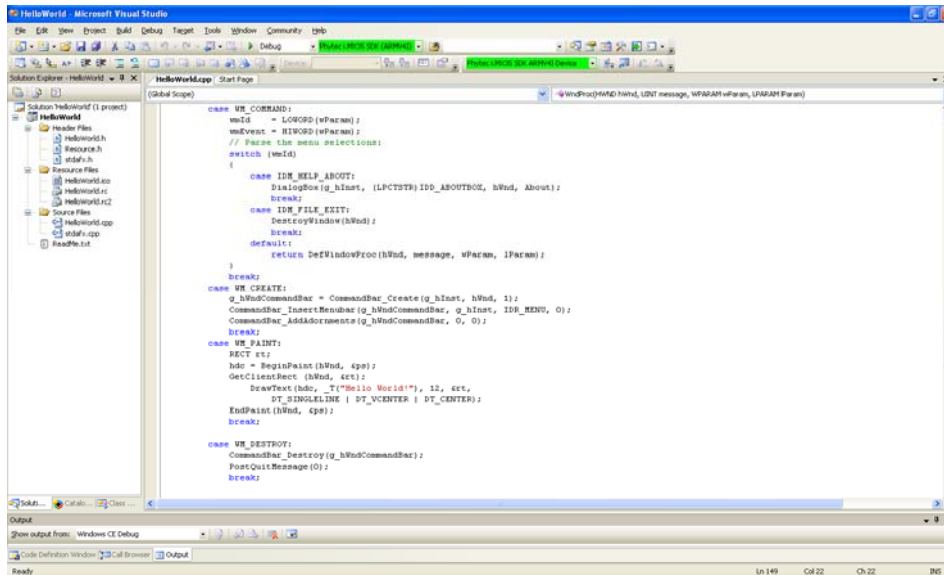 HelloWorld - Microsoft Visual Studio
File Edit View Project Build Debug Target Tools Window Community Help
Debug
Phytec LMICIS SDK (ARMV4I)
Device
Phytec LMICIS SDK ARMV4I Device
Solution Explorer - HelloWorld
HelloWorld.cpp Start Page
(Global Scope)
WndProc(HWND hWnd, UINT message, WPARAM wParam, LPARAM lParam)
Solution 'HelloWorld' (1 project)
HelloWorld
Header Files
HelloWorld.h
Resource.h
stdafx.h
Resource Files
HelloWorld.ico
HelloWorld.rc
HelloWorld.rc2
Source Files
HelloWorld.cpp
stdafx.cpp
ReadMe.txt
case WM_COMMAND:
wmId = LOWORD(wParam);
wmEvent = HIWORD(wParam);
// Parse the menu selections:
switch (wmId)
{
case IDM_HELP_ABOUT:
DialogBox(g_hInst, (LPCTSTR)IDD_ABOUTBOX, hWnd, About);
break;
case IDM_FILE_EXIT:
DestroyWindow(hWnd);
break;
default:
return DefWindowProc(hWnd, message, wParam, lParam);
}
break;
case WM_CREATE:
g_hWndCommandBar = CommandBar_Create(g_hInst, hWnd, 1);
CommandBar_InsertMenubar(g_hWndCommandBar, g_hInst, IDR_MENU, 0);
CommandBar_AddAdornments(g_hWndCommandBar, 0, 0);
break;
case WM_PAINT:
RECT rt;
hdc = BeginPaint(hWnd, &ps);
GetClientRect (hWnd, &rt);
DrawText(hdc, _T("Hello World!"), 12, &rt,
DT_SINGLELINE | DT_VCENTER | DT_CENTER);
EndPaint(hWnd, &ps);
break;
case WM_DESTROY:
CommandBar_Destroy(g_hWndCommandBar);
PostQuitMessage(0);
break;
Soluti... Catalo... Class ...
Output
Show output from: Windows CE Debug
Code Definition Window Call Browser Output
Ready Ln 149 Col 22 Ch 22 INS